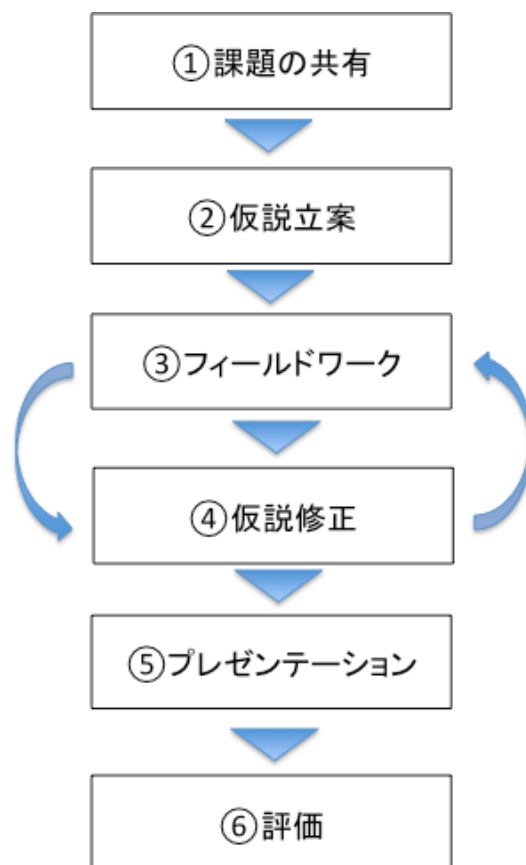 ①課題の共有
②仮説立案
③フィールドワーク
④仮説修正
⑤プレゼンテーション
⑥評価